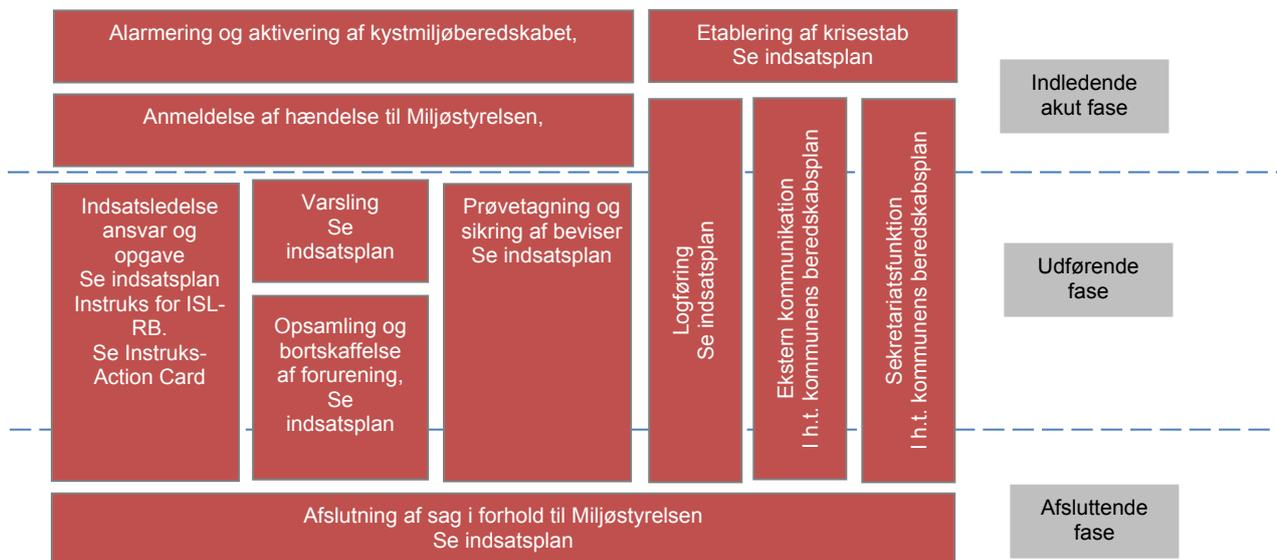 Alarmering og aktivering af kystmiljøberedskabet,
Etablering af krisestab
Se indsatsplan
Indledende
akut fase
Anmeldelse af hændelse til Miljøstyrelsen,
Indsatsledelse
ansvar og
opgave
Se indsatsplan
Instruks for ISL-
RB.
Se Instruks-
Action Card
Varsling
Se
indsatsplan
Opsamling og
bortskaffelse
af forurening,
Se
indsatsplan
Prøvetagning og
sikring af beviser
Se indsatsplan
Logføring
Se indsatsplan
Ekstern kommunikation
I h.t. kommunens beredskabsplan
Sekretariatsfunktion
I h.t. kommunens beredskabsplan
Udførende
fase
Afslutning af sag i forhold til Miljøstyrelsen
Se indsatsplan
Afsluttende
fase